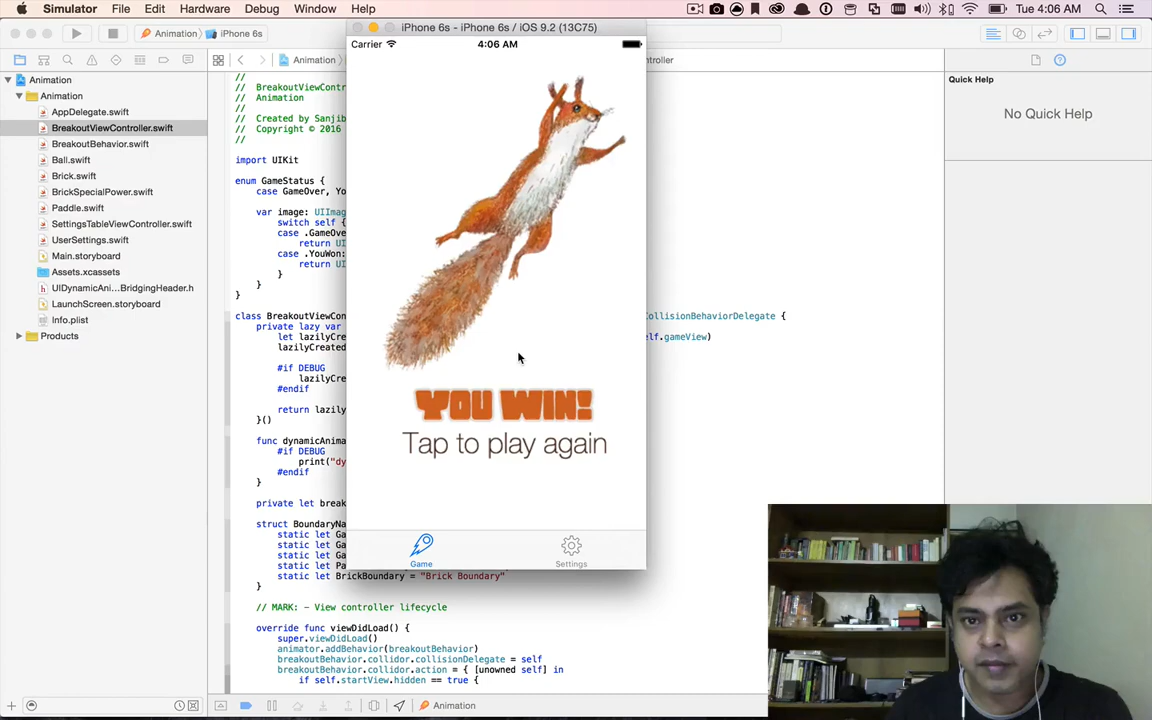 Simulator File Edit Hardware Debug Window Help Tue 4:06 AM
Animation iPhone 6s
iPhone 6s - iPhone 6s / iOS 9.2 (13C75)
Carrier 4:06 AM
Animation
Animation
AppDelegate.swift
BreakoutViewController.swift
BreakoutBehavior.swift
Ball.swift
Brick.swift
BrickSpecialPower.swift
Paddle.swift
SettingsTableViewController.swift
UserSettings.swift
Main.storyboard
Assets.xcassets
UIDynamicAni...BridgingHeader.h
LaunchScreen.storyboard
Info.plist
Products
Animation
//
// BreakoutViewContr
// Animation
//
// Created by Sanjib
// Copyright © 2016
//
import UIKit
enum GameStatus {
case GameOver, Yo
var image: UIImag
switch self {
case .GameOve
return UI
case .YouWon:
return UI
}
}
}
class BreakoutViewCon CollisionBehaviorDelegate {
private lazy var
let lazilyCre lf.gameView)
lazilyCreated
#if DEBUG
lazilyCre
#endif
return lazily
}()
func dynamicAnima
#if DEBUG
print("dy
#endif
}
private let break
struct BoundaryNa
static let Ga
static let Ga
static let Ga
static let Pa
static let BrickBoundary = "Brick Boundary"
}
// MARK: - View controller lifecycle
override func viewDidLoad() {
super.viewDidLoad()
animator.addBehavior(breakoutBehavior)
breakoutBehavior.collidor.collisionDelegate = self
breakoutBehavior.collidor.action = { [unowned self] in
if self.startView.hidden == true {
YOU WIN!
Tap to play again
Game Settings
roller
Quick Help
No Quick Help
Animation